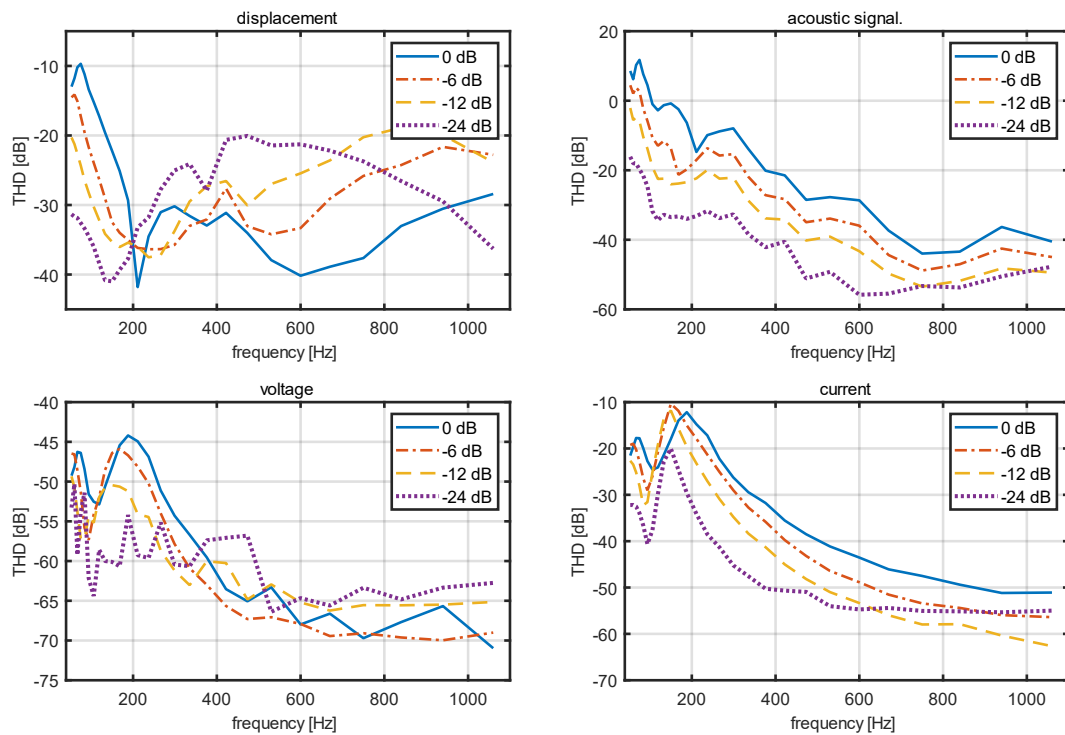 displacement
THD [dB]
-10
-20
-30
-40
0 dB
-6 dB
-12 dB
-24 dB
200
400
600
800
1000
frequency [Hz]
acoustic signal.
THD [dB]
20
0
-20
-40
-60
0 dB
-6 dB
-12 dB
-24 dB
200
400
600
800
1000
frequency [Hz]
voltage
THD [dB]
-40
-45
-50
-55
-60
-65
-70
-75
0 dB
-6 dB
-12 dB
-24 dB
200
400
600
800
1000
frequency [Hz]
current
THD [dB]
-10
-20
-30
-40
-50
-60
-70
0 dB
-6 dB
-12 dB
-24 dB
200
400
600
800
1000
frequency [Hz]